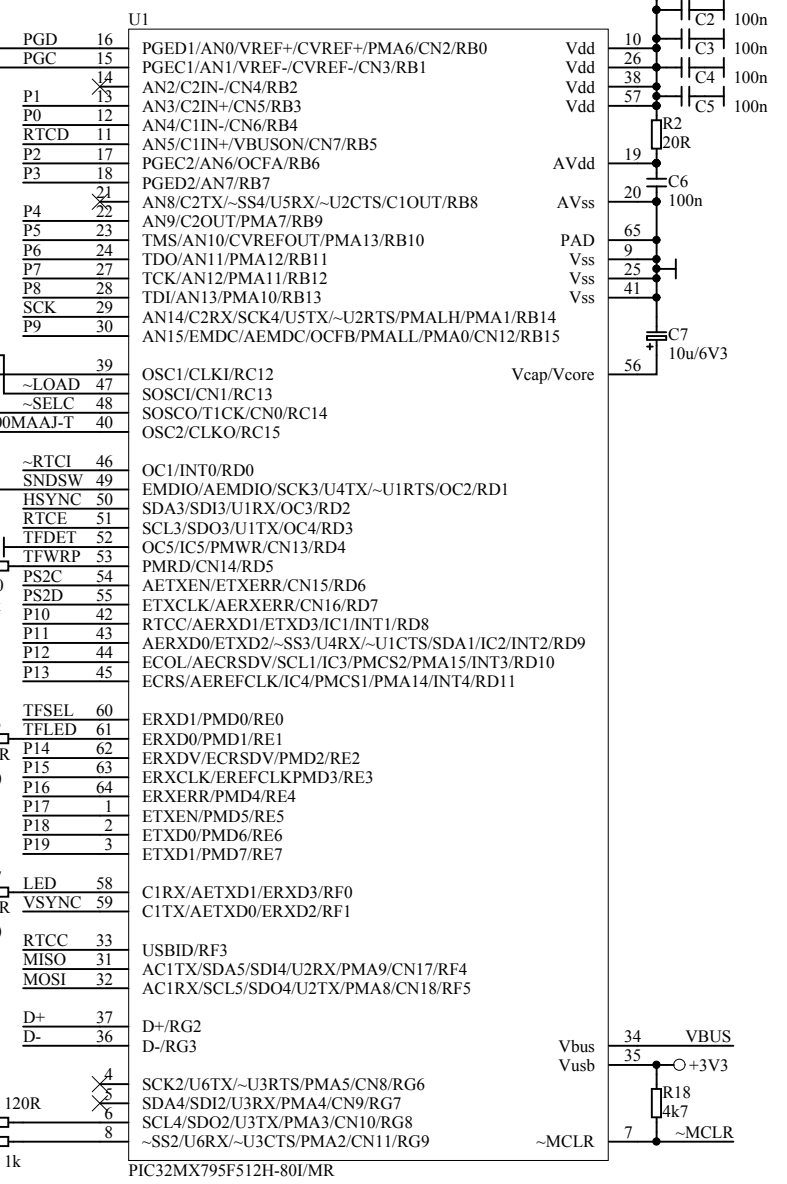 U1
PGD 16 PGED1/AN0/VREF+/CVREF+/PMA6/CN2/RB0 Vdd 10
PGC 15 PGEC1/AN1/VREF-/CVREF-/CN3/RB1 Vdd 26
14 AN2/C2IN-/CN4/RB2 Vdd 38
P1 13 AN3/C2IN+/CN5/RB3 Vdd 57
P0 12 AN4/C1IN-/CN6/RB4
RTCD 11 AN5/C1IN+/VBUSON/CN7/RB5
P2 17 PGEC2/AN6/OCFA/RB6 AVdd 19
P3 18 PGED2/AN7/RB7
21 AN8/C2TX/~SS4/U5RX/~U2CTS/C1OUT/RB8 AVss 20
P4 22 AN9/C2OUT/PMA7/RB9
P5 23 TMS/AN10/CVREFOUT/PMA13/RB10 PAD 65
P6 24 TDO/AN11/PMA12/RB11 Vss 9
P7 27 TCK/AN12/PMA11/RB12 Vss 25
P8 28 TDI/AN13/PMA10/RB13 Vss 41
SCK 29 AN14/C2RX/SCK4/U5TX/~U2RTS/PMALH/PMA1/RB14
P9 30 AN15/EMDC/AEMDC/OCFB/PMALL/PMA0/CN12/RB15
39 OSC1/CLKI/RC12 Vcap/Vcore 56
~LOAD 47 SOSCI/CN1/RC13
~SELC 48 SOSCO/T1CK/CN0/RC14
00MAAJ-T 40 OSC2/CLKO/RC15
~RTCI 46 OC1/INT0/RD0
SNDSW 49 EMDIO/AEMDIO/SCK3/U4TX/~U1RTS/OC2/RD1
HSYNC 50 SDA3/SDI3/U1RX/OC3/RD2
RTCE 51 SCL3/SDO3/U1TX/OC4/RD3
TFDET 52 OC5/IC5/PMWR/CN13/RD4
TFWRP 53 PMRD/CN14/RD5
PS2C 54 AETXEN/ETXERR/CN15/RD6
PS2D 55 ETXCLK/AERXERR/CN16/RD7
P10 42 RTCC/AERXD1/ETXD3/IC1/INT1/RD8
P11 43 AERXD0/ETXD2/~SS3/U4RX/~U1CTS/SDA1/IC2/INT2/RD9
P12 44 ECOL/AECRSDV/SCL1/IC3/PMCS2/PMA15/INT3/RD10
P13 45 ECRS/AEREFCLK/IC4/PMCS1/PMA14/INT4/RD11
TFSEL 60 ERXD1/PMD0/RE0
TFLED 61 ERXD0/PMD1/RE1
R P14 62 ERXDV/ECRSDV/PMD2/RE2
P15 63 ERXCLK/EREFCLKPMD3/RE3
P16 64 ERXERR/PMD4/RE4
P17 1 ETXEN/PMD5/RE5
P18 2 ETXD0/PMD6/RE6
P19 3 ETXD1/PMD7/RE7
LED 58 C1RX/AETXD1/ERXD3/RF0
R VSYNC 59 C1TX/AETXD0/ERXD2/RF1
RTCC 33 USBID/RF3
MISO 31 AC1TX/SDA5/SDI4/U2RX/PMA9/CN17/RF4
MOSI 32 AC1RX/SCL5/SDO4/U2TX/PMA8/CN18/RF5
D+ 37 D+/RG2
D- 36 D-/RG3 Vbus 34 VBUS
Vusb 35 +3V3
4 SCK2/U6TX/~U3RTS/PMA5/CN8/RG6
5 SDA4/SDI2/U3RX/PMA4/CN9/RG7
120R 6 SCL4/SDO2/U3TX/PMA3/CN10/RG8
8 ~SS2/U6RX/~U3CTS/PMA2/CN11/RG9 ~MCLR 7 ~MCLR
1k
PIC32MX795F512H-80I/MR
C2 100n
C3 100n
C4 100n
C5 100n
R2
20R
C6
100n
C7
+
10u/6V3
R18
4k7